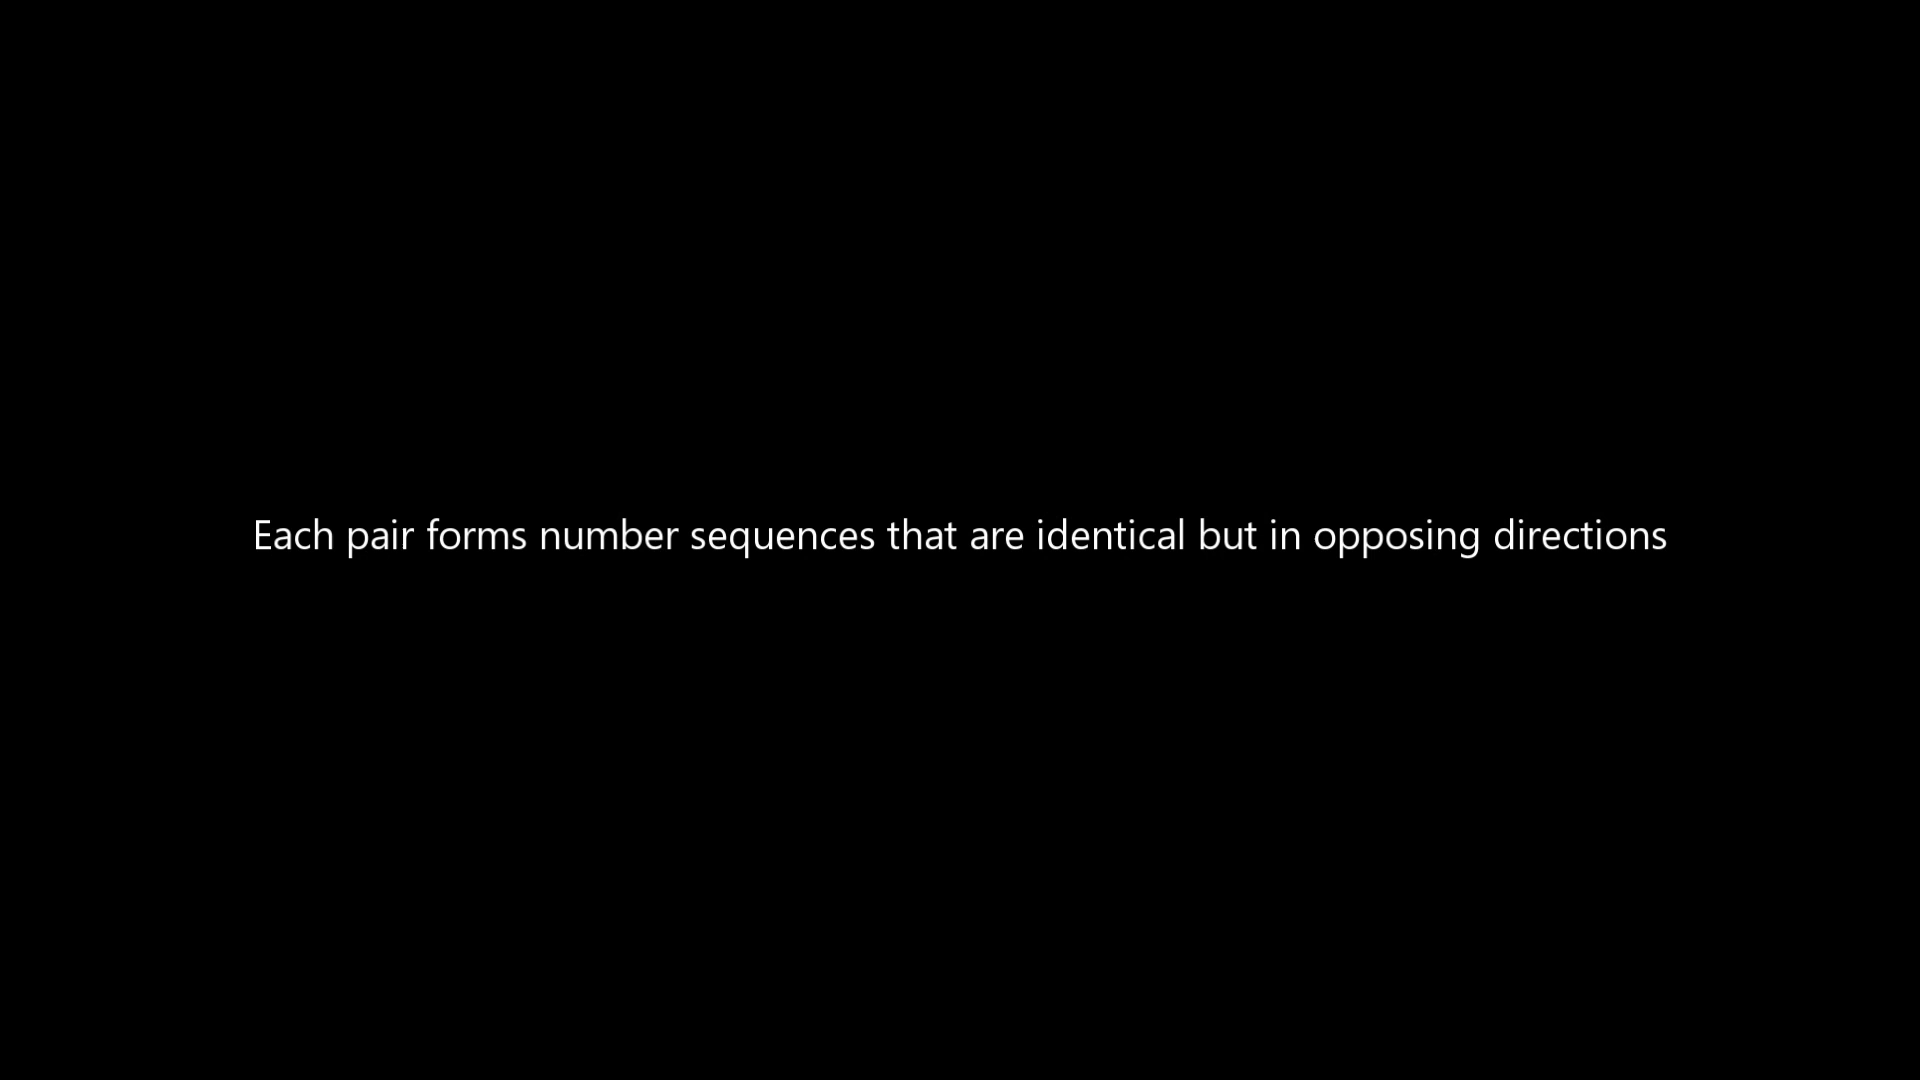 Each pair forms number sequences that are identical but in opposing directions